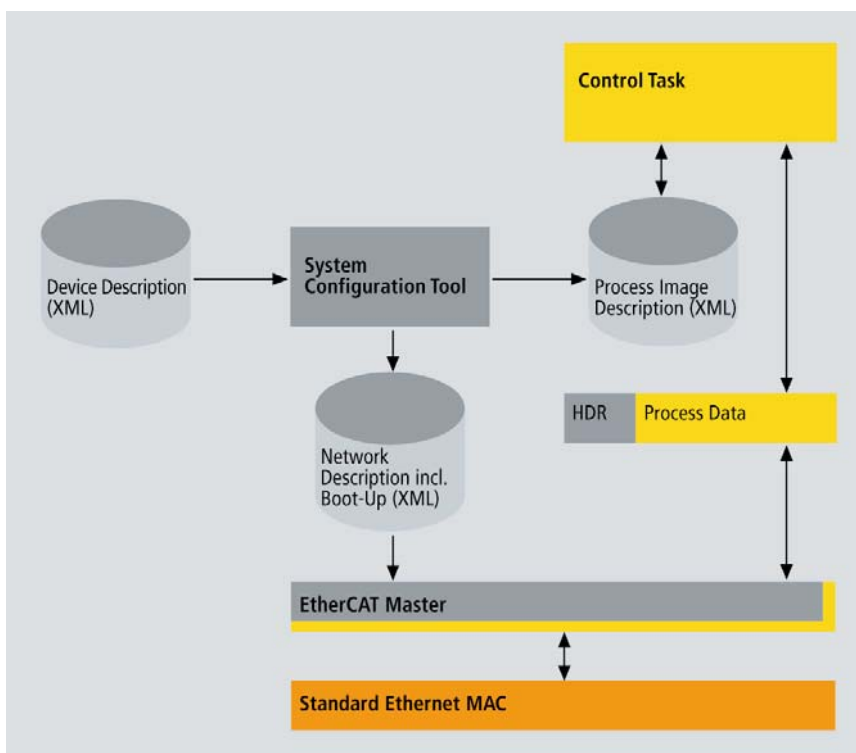 Control Task
Device Description
(XML)
System
Configuration Tool
Process Image
Description (XML)
HDR
Process Data
Network
Description incl.
Boot-Up (XML)
EtherCAT Master
Standard Ethernet MAC